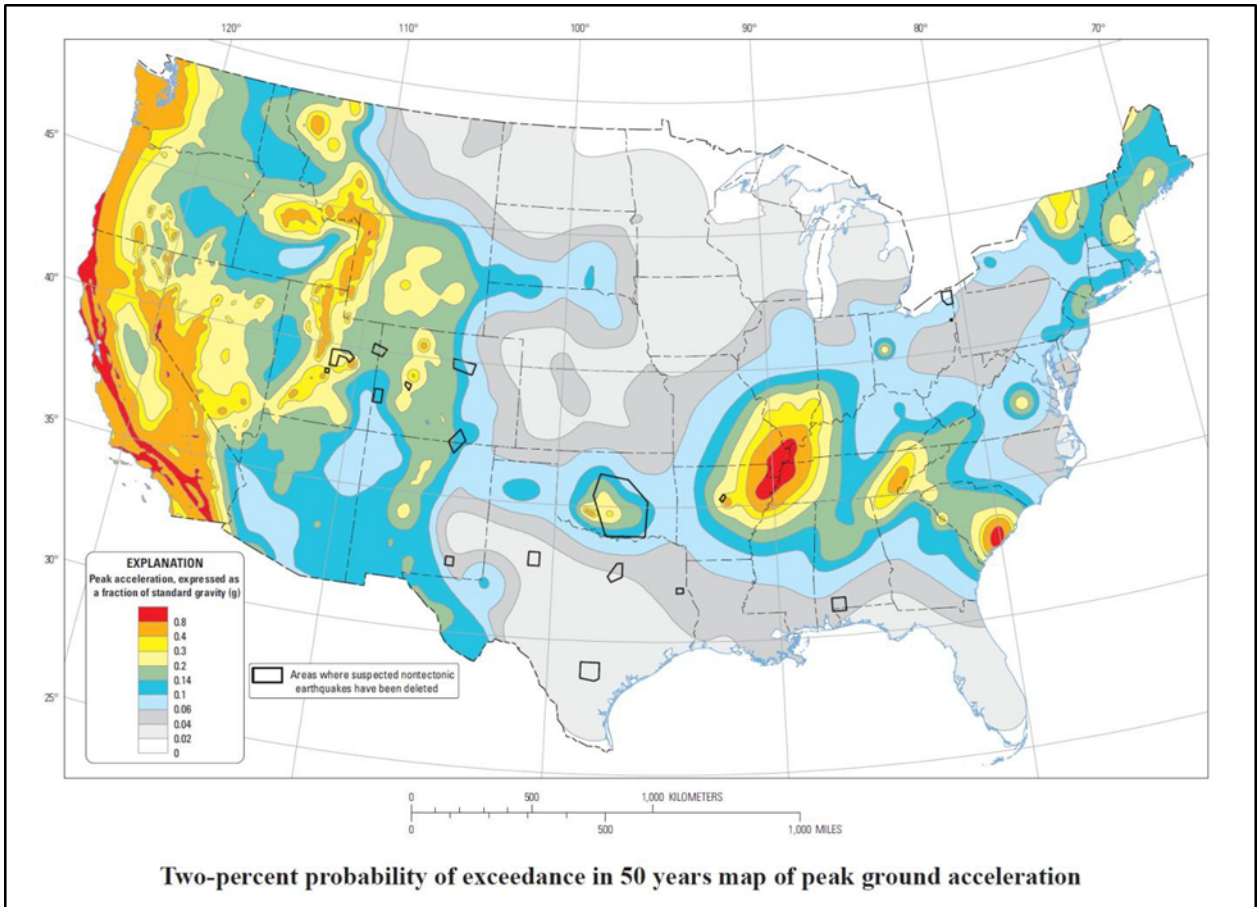 120°
110°
100°
90°
80°
70°
45°
40°
35°
30°
25°
EXPLANATION
Peak acceleration, expressed as
a fraction of standard gravity (g)
0.8
0.4
0.3
0.2
0.14
0.1
0.06
0.04
0.02
0
Areas where suspected nontectonic
earthquakes have been deleted
0 500 1,000 KILOMETERS
0 500 1,000 MILES
Two-percent probability of exceedance in 50 years map of peak ground acceleration